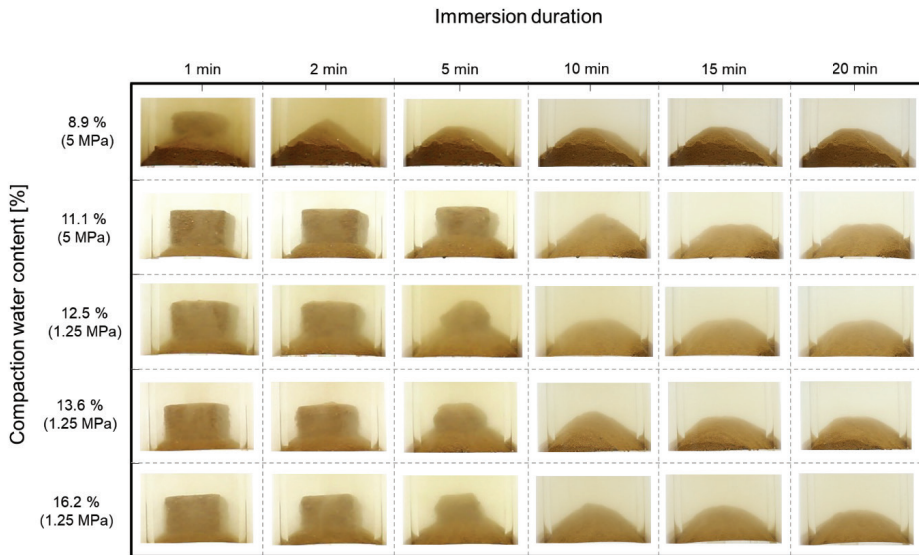 Immersion duration
1 min 2 min 5 min 10 min 15 min 20 min
Compaction water content [%]
8.9 %
(5 MPa)
11.1 %
(5 MPa)
12.5 %
(1.25 MPa)
13.6 %
(1.25 MPa)
16.2 %
(1.25 MPa)